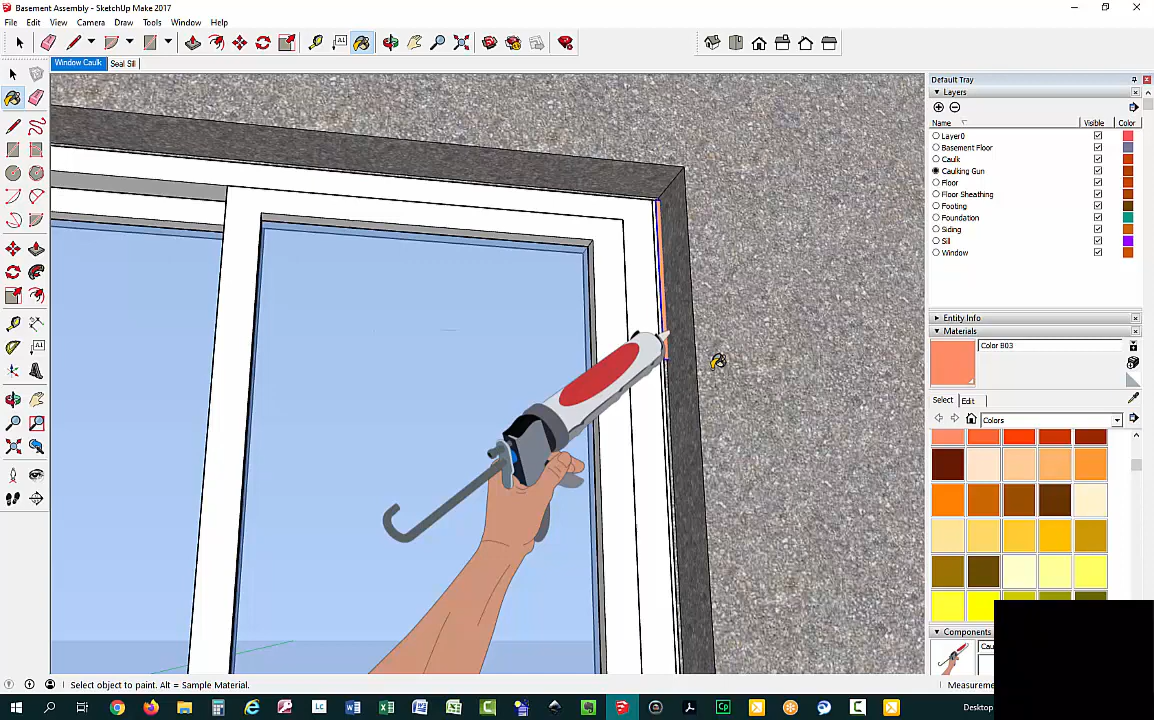 Basement Assembly - SketchUp Make 2017
File Edit View Camera Draw Tools Window Help
Window Caulk Seal Sill
Default Tray
Layers
Name Visible Color
Layer0
Basement Floor
Caulk
Caulking Gun
Floor
Floor Sheathing
Footing
Foundation
Siding
Sill
Window
Entity Info
Materials
Color B03
Select Edit
Colors
Components
Cau
Select object to paint. Alt = Sample Material.
Measureme
Desktop